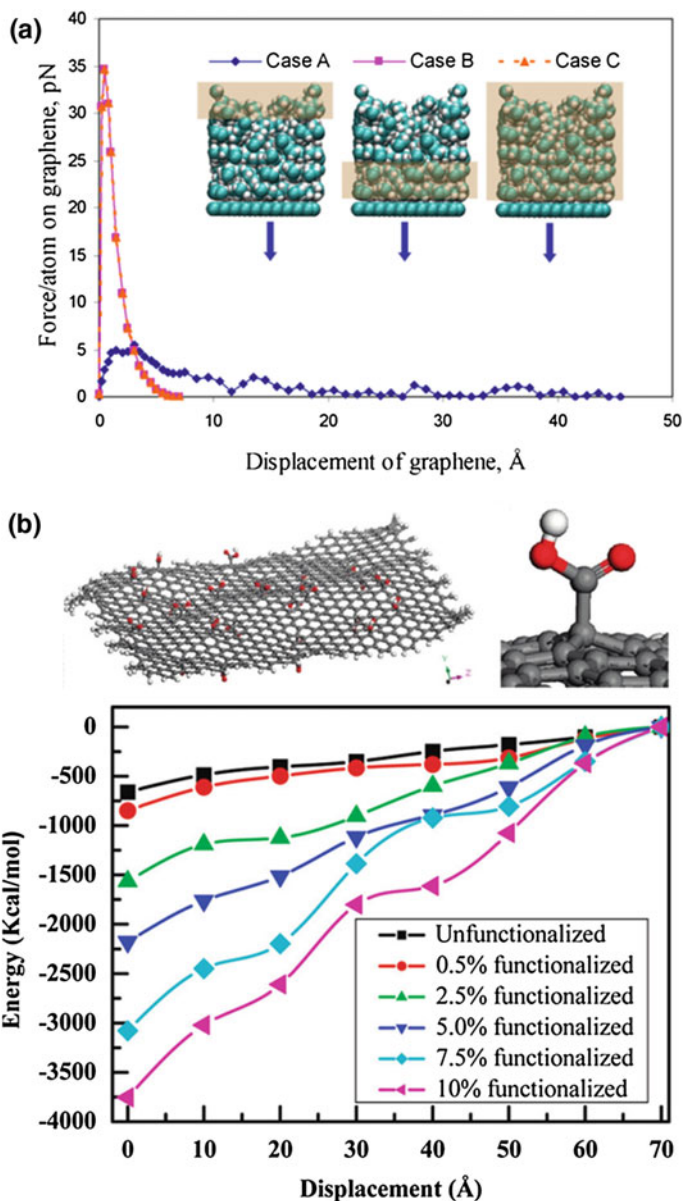 (a)
40
35
30
25
20
15
10
5
0
Force/atom on graphene, pN
Case A
Case B
Case C
0
10
20
30
40
50
Displacement of graphene, Å
(b)
0
-500
-1000
-1500
-2000
-2500
-3000
-3500
-4000
Energy (Kcal/mol)
Unfunctionalized
0.5% functionalized
2.5% functionalized
5.0% functionalized
7.5% functionalized
10% functionalized
0 10 20 30 40 50 60 70
Displacement (Å)